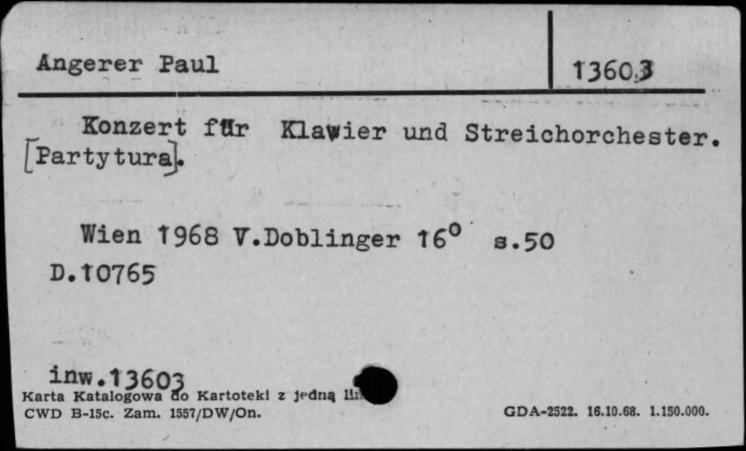 Angerer Paul
13603
Konzert für Klavier und Streichorchester.
[Partytura].
Wien 1968 V.Doblinger 16° s.50
D.10765
inw.13603
Karta Katalogowa do Kartoteki z jedną
CWD B-15c. Zam. 1557/DW/On.
GDA-2522. 16.10.68. 1.150.000.